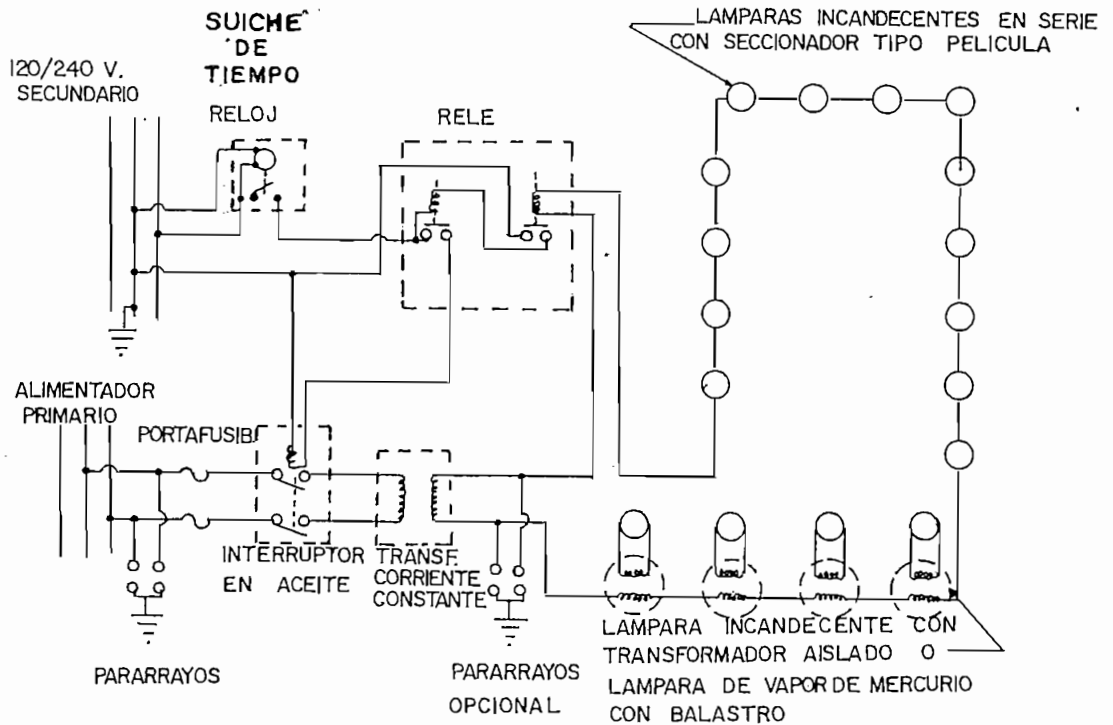 SUICHE
DE
TIEMPO
LAMPARAS INCANDECENTES EN SERIE
CON SECCIONADOR TIPO PELICULA
120/240 V.
SECUNDARIO
RELOJ
RELE
ALIMENTADOR
PRIMARIO
PORTAFUSIB.
INTERRUPTOR
EN ACEITE
TRANSF.
CORRIENTE
CONSTANTE
PARARRAYOS
PARARRAYOS
OPCIONAL
LAMPARA INCANDECENTE CON
TRANSFORMADOR AISLADO O
LAMPARA DE VAPOR DE MERCURIO
CON BALASTRO